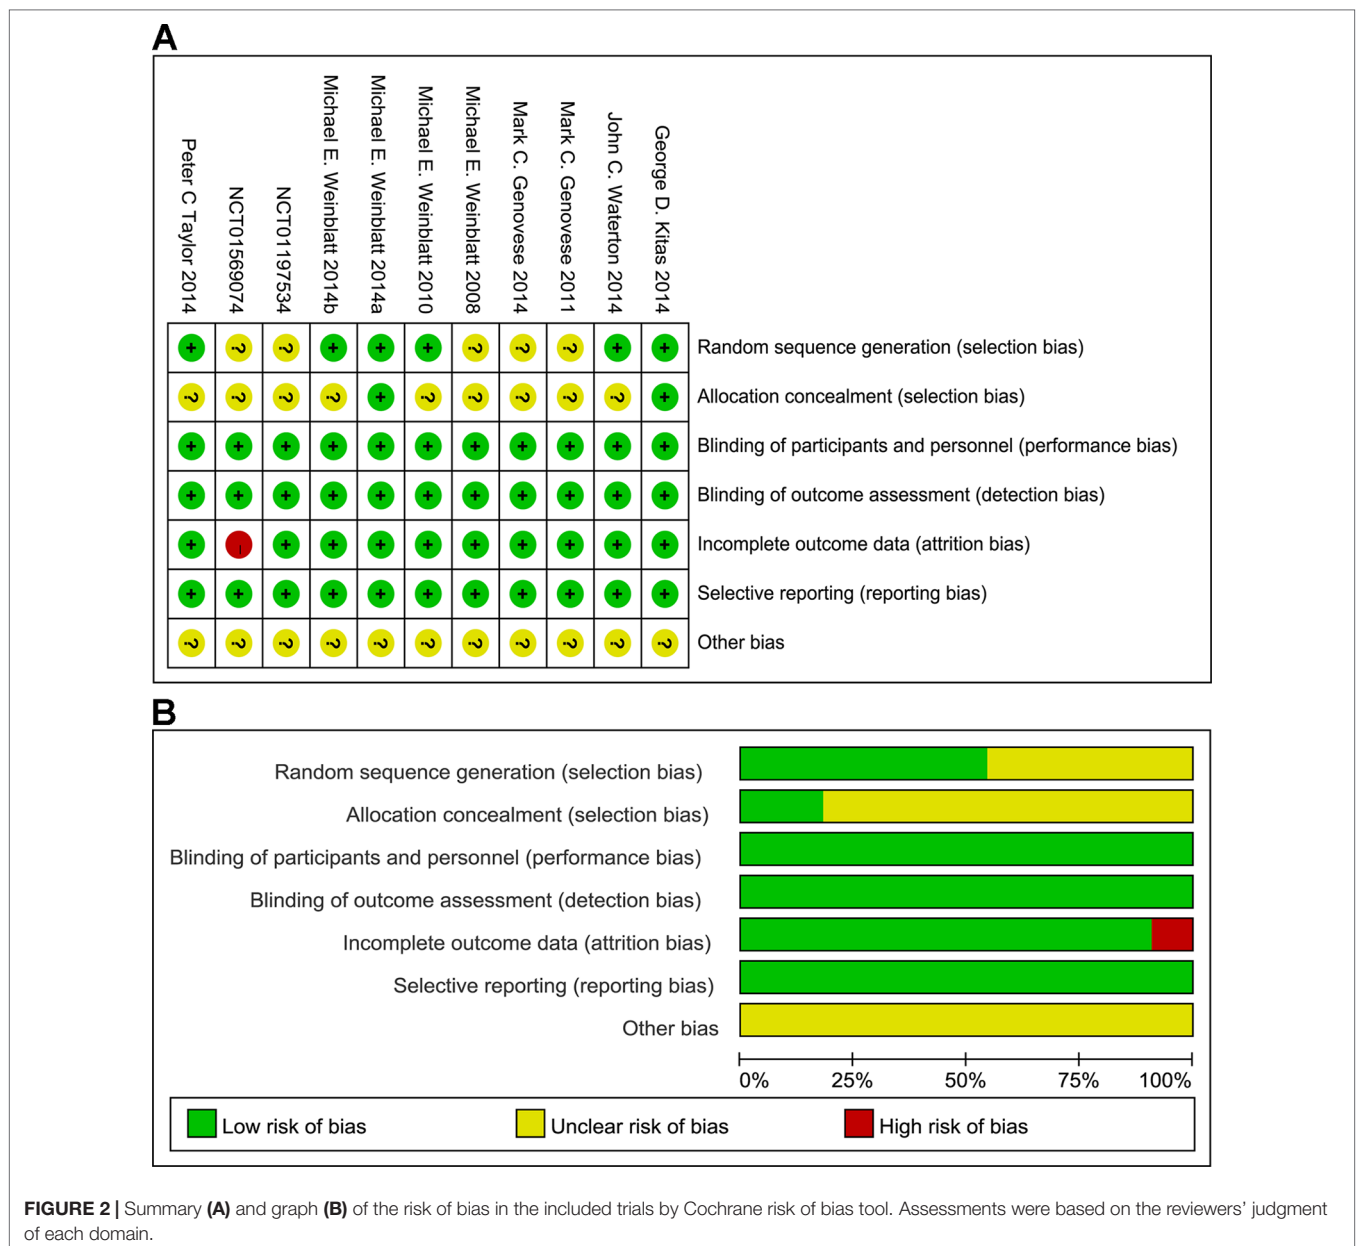 A
Peter C Taylor 2014
NCT01569074
NCT01197534
Michael E. Weinblatt 2014b
Michael E. Weinblatt 2014a
Michael E. Weinblatt 2010
Michael E. Weinblatt 2008
Mark C. Genovese 2014
Mark C. Genovese 2011
John C. Waterton 2014
George D. Kitas 2014
+ ? ? + + + ? ? ? + + Random sequence generation (selection bias)
? ? ? ? + ? ? ? ? ? + Allocation concealment (selection bias)
+ + + + + + + + + + + Blinding of participants and personnel (performance bias)
+ + + + + + + + + + + Blinding of outcome assessment (detection bias)
+ - + + + + + + + + + Incomplete outcome data (attrition bias)
+ + + + + + + + + + + Selective reporting (reporting bias)
? ? ? ? ? ? ? ? ? ? ? Other bias
B
Random sequence generation (selection bias)
Allocation concealment (selection bias)
Blinding of participants and personnel (performance bias)
Blinding of outcome assessment (detection bias)
Incomplete outcome data (attrition bias)
Selective reporting (reporting bias)
Other bias
0% 25% 50% 75% 100%
Low risk of bias Unclear risk of bias High risk of bias
FIGURE 2 | Summary (A) and graph (B) of the risk of bias in the included trials by Cochrane risk of bias tool. Assessments were based on the reviewers' judgment
of each domain.